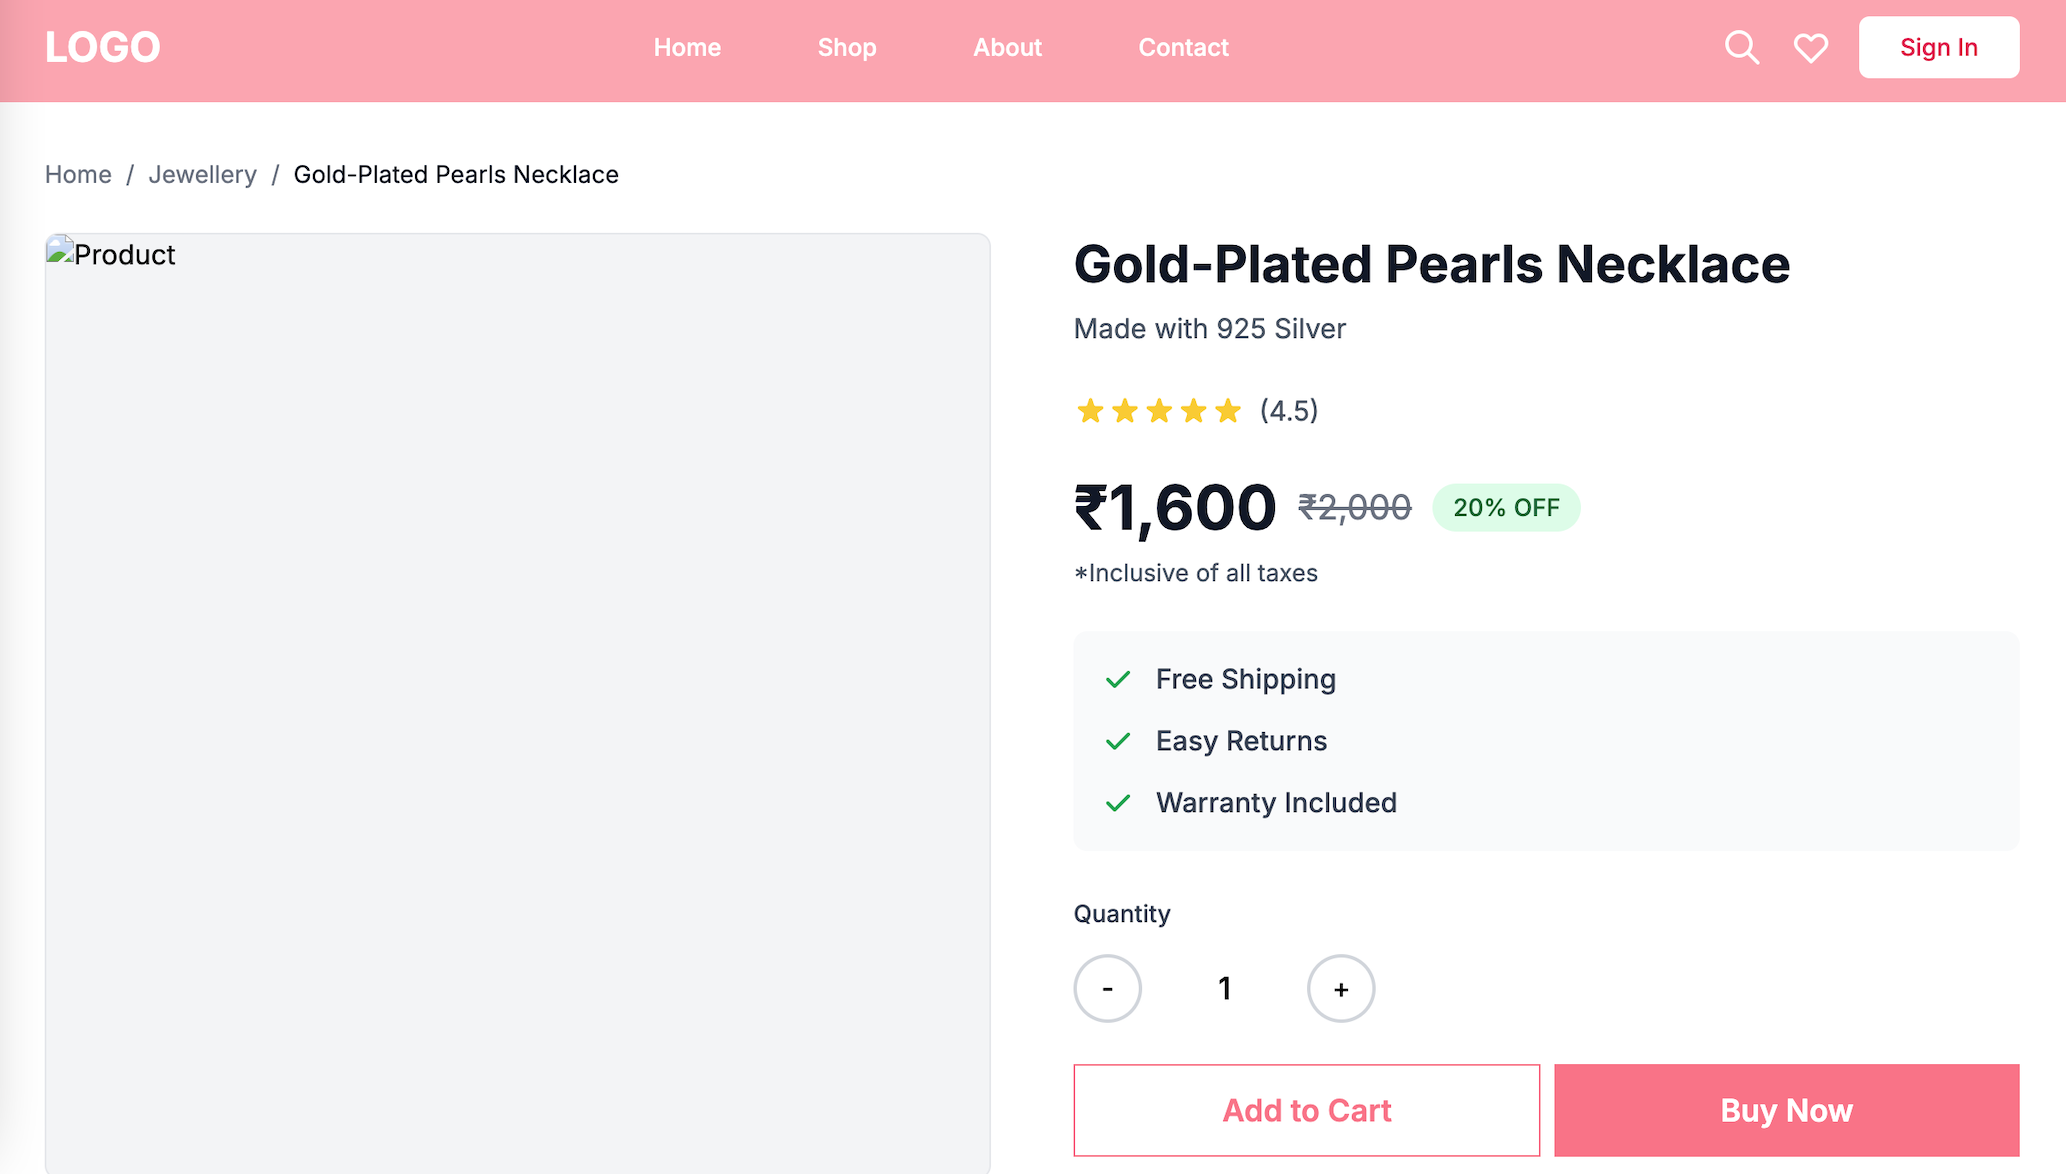 LOGO
Home
Shop
About
Contact
Sign In
Home / Jewellery / Gold-Plated Pearls Necklace
Product
Gold-Plated Pearls Necklace
Made with 925 Silver
(4.5)
₹1,600 ₹2,000 20% OFF
*Inclusive of all taxes
Free Shipping
Easy Returns
Warranty Included
Quantity
- 1 +
Add to Cart
Buy Now